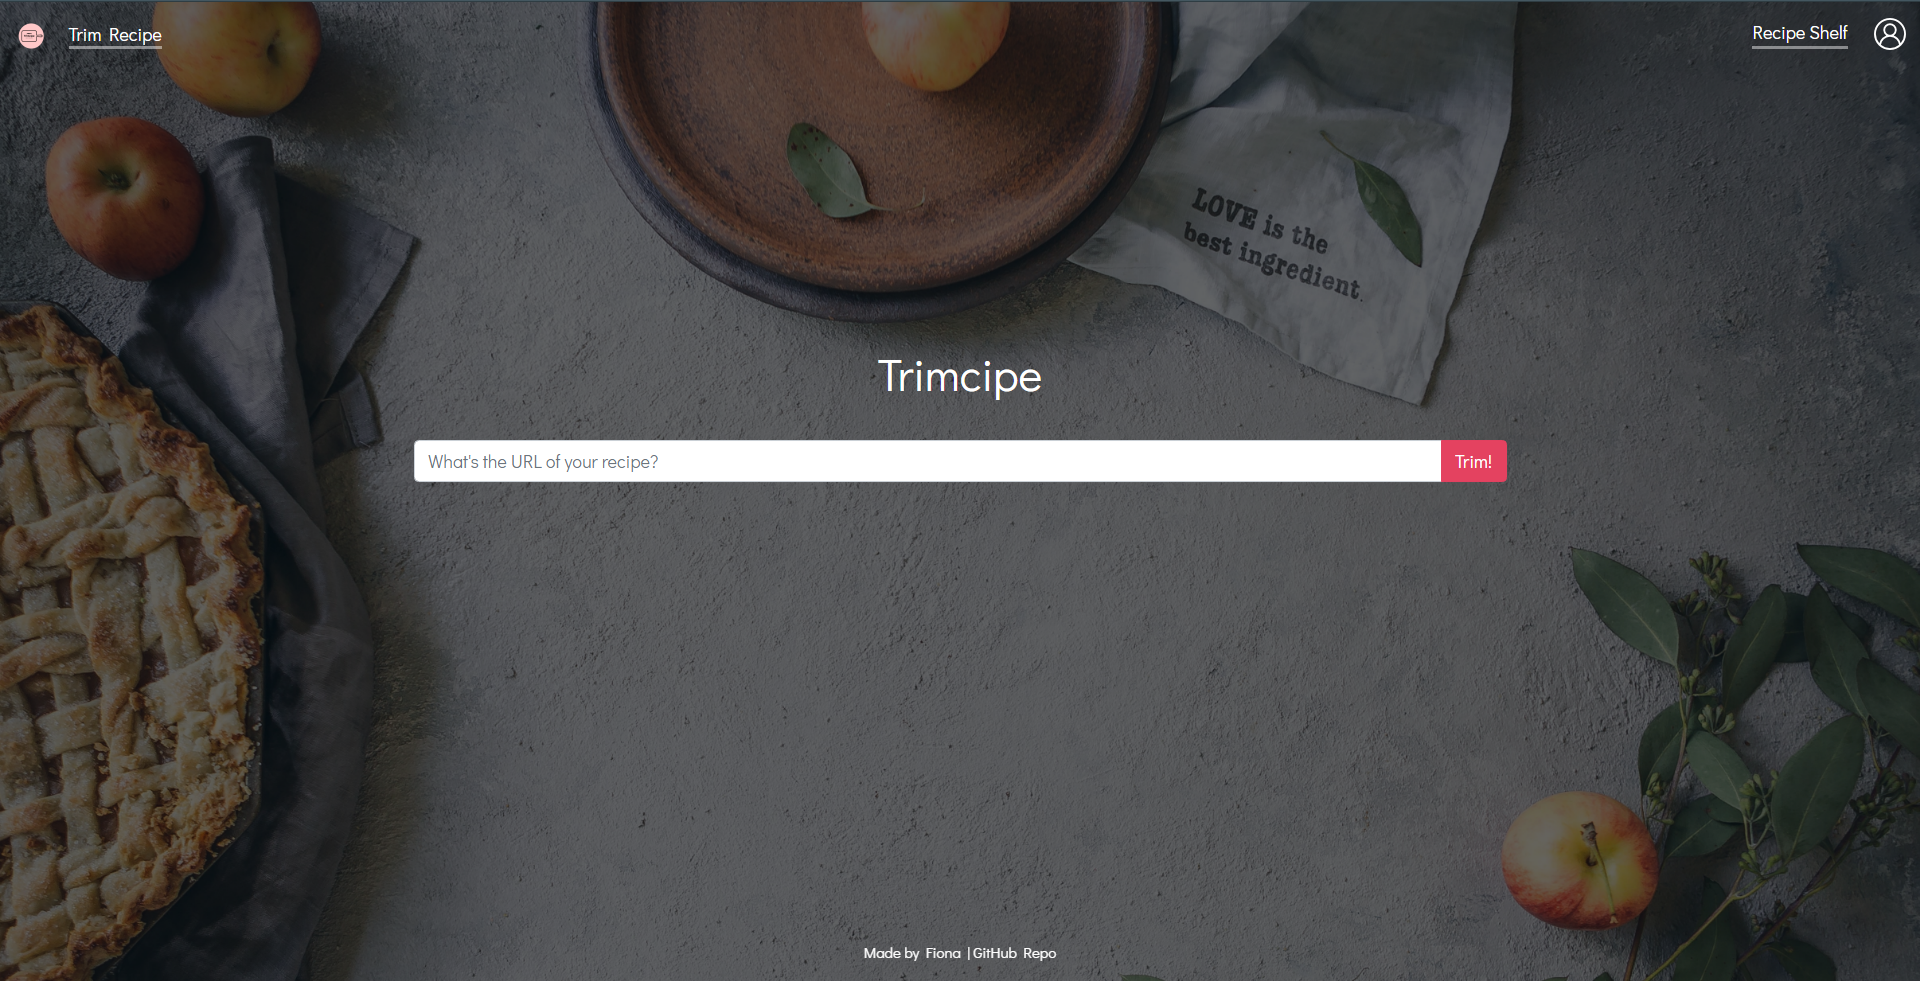 Trim Recipe
Recipe Shelf
LOVE is the
best ingredient.
Trimcipe
What's the URL of your recipe?
Trim!
Made by Fiona | GitHub Repo